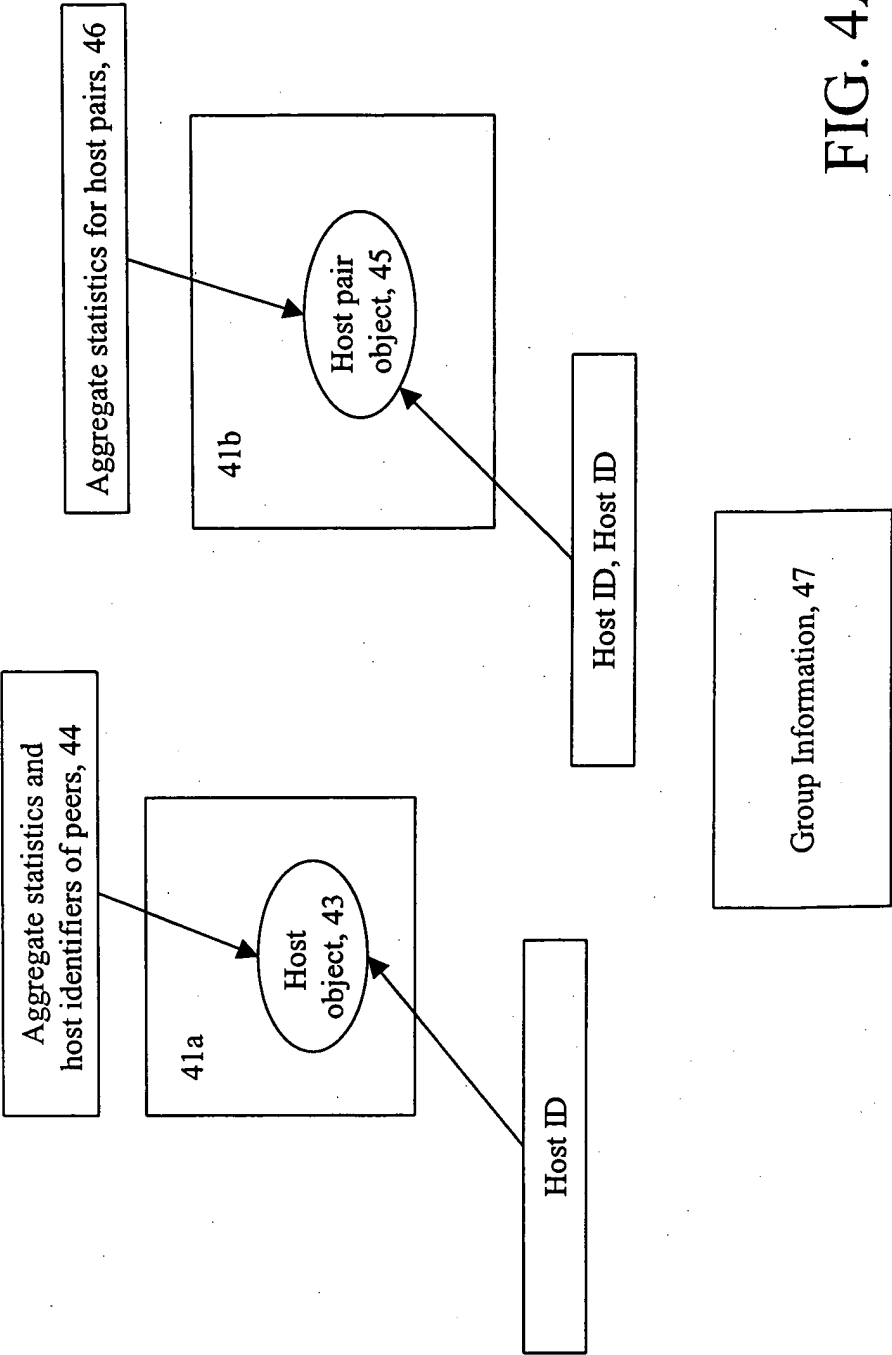 Aggregate statistics and
host identifiers of peers, 44
41a
Host
object, 43
Host ID
Aggregate statistics for host pairs, 46
41b
Host pair
object, 45
Host ID, Host ID
Group Information, 47
FIG. 4